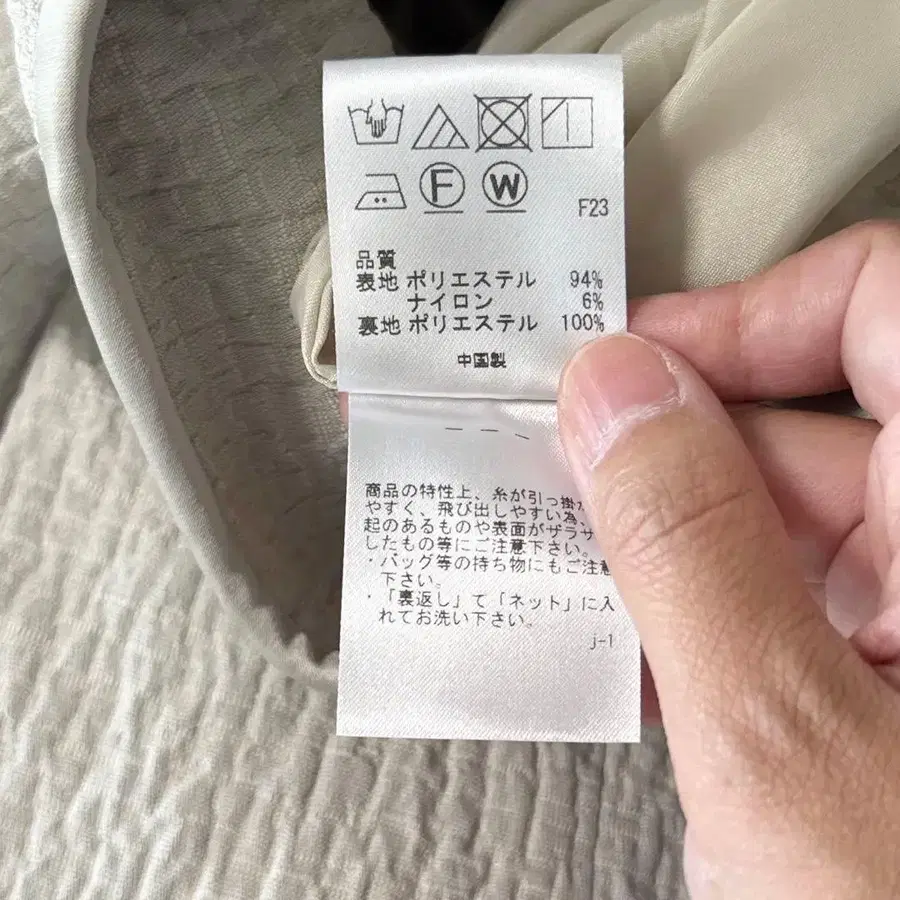 F W
F23
品質
表地 ポリエステル 94%
ナイロン 6%
裏地 ポリエステル 100%
中国製
商品の特性上、糸が引っ掛か
やすく、飛び出しやすい為、
起のあるものや表面がザラサ
したもの等にご注意下さい。
・バッグ等の持ち物にもご注意
下さい。
・「裏返し」て「ネット」に入
れてお洗い下さい。
j-1